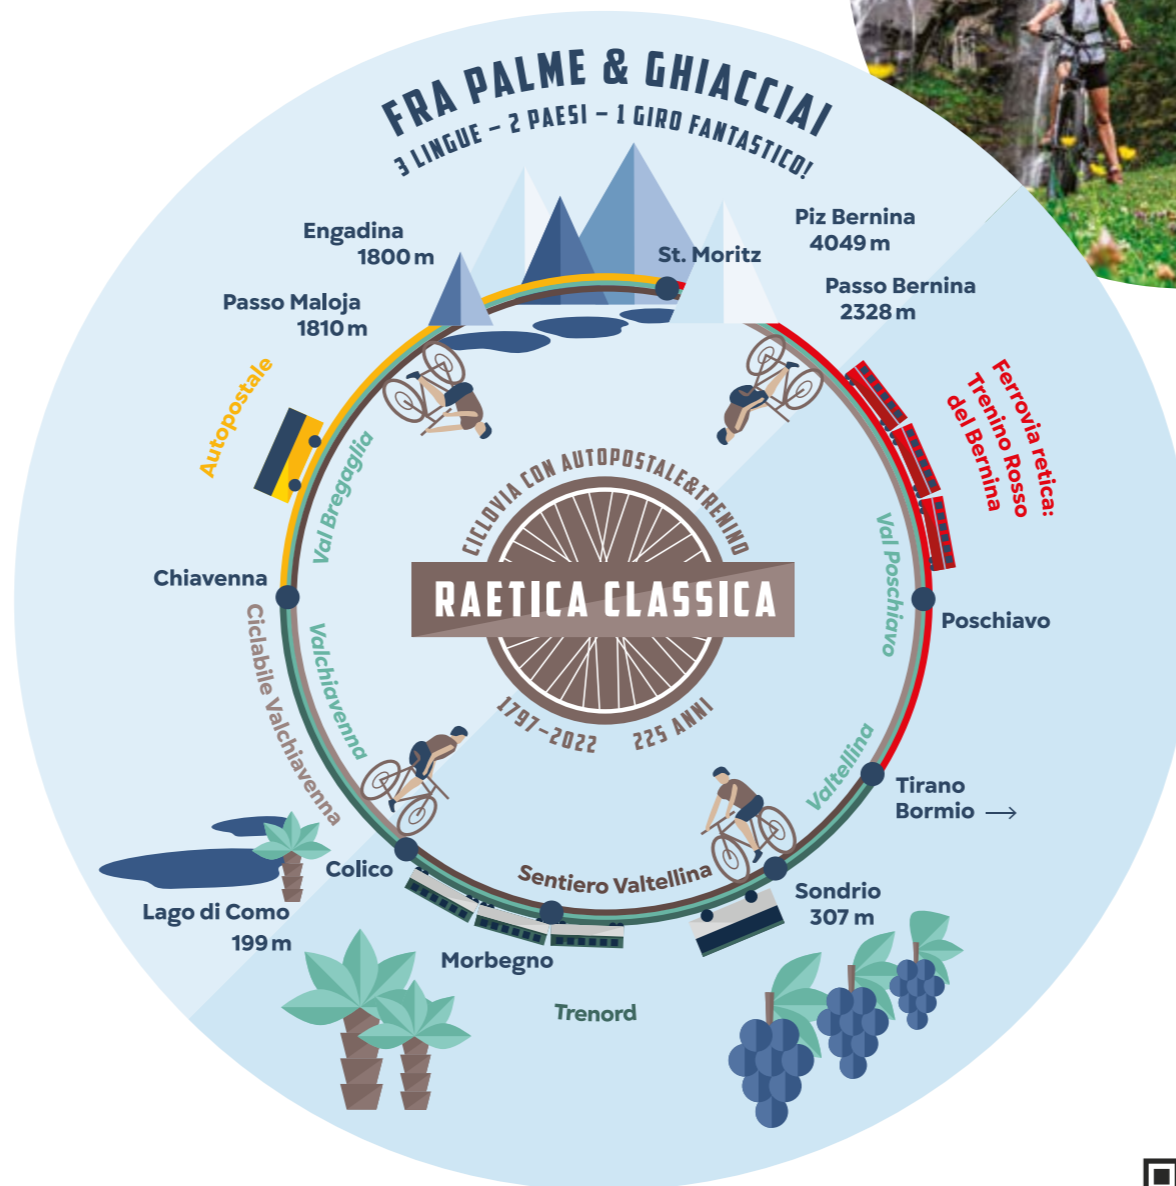 FRA PALME & GHIACCIAI
3 LINGUE – 2 PAESI – 1 GIRO FANTASTICO!
Engadina
1800 m
Passo Maloja
1810 m
St. Moritz
Piz Bernina
4049 m
Passo Bernina
2328 m
Autopostale
Val Bregaglia
Ferrovia retica:
Trenino Rosso
del Bernina
CICLOVIA CON AUTOPOSTALE&TRENINO
RAETICA CLASSICA
1797–2022 225 ANNI
Val Poschiavo
Chiavenna
Poschiavo
Ciclabile Valchiavenna
Valchiavenna
Valtellina
Tirano
Bormio →
Colico
Sentiero Valtellina
Sondrio
307 m
Lago di Como
199 m
Morbegno
Trenord